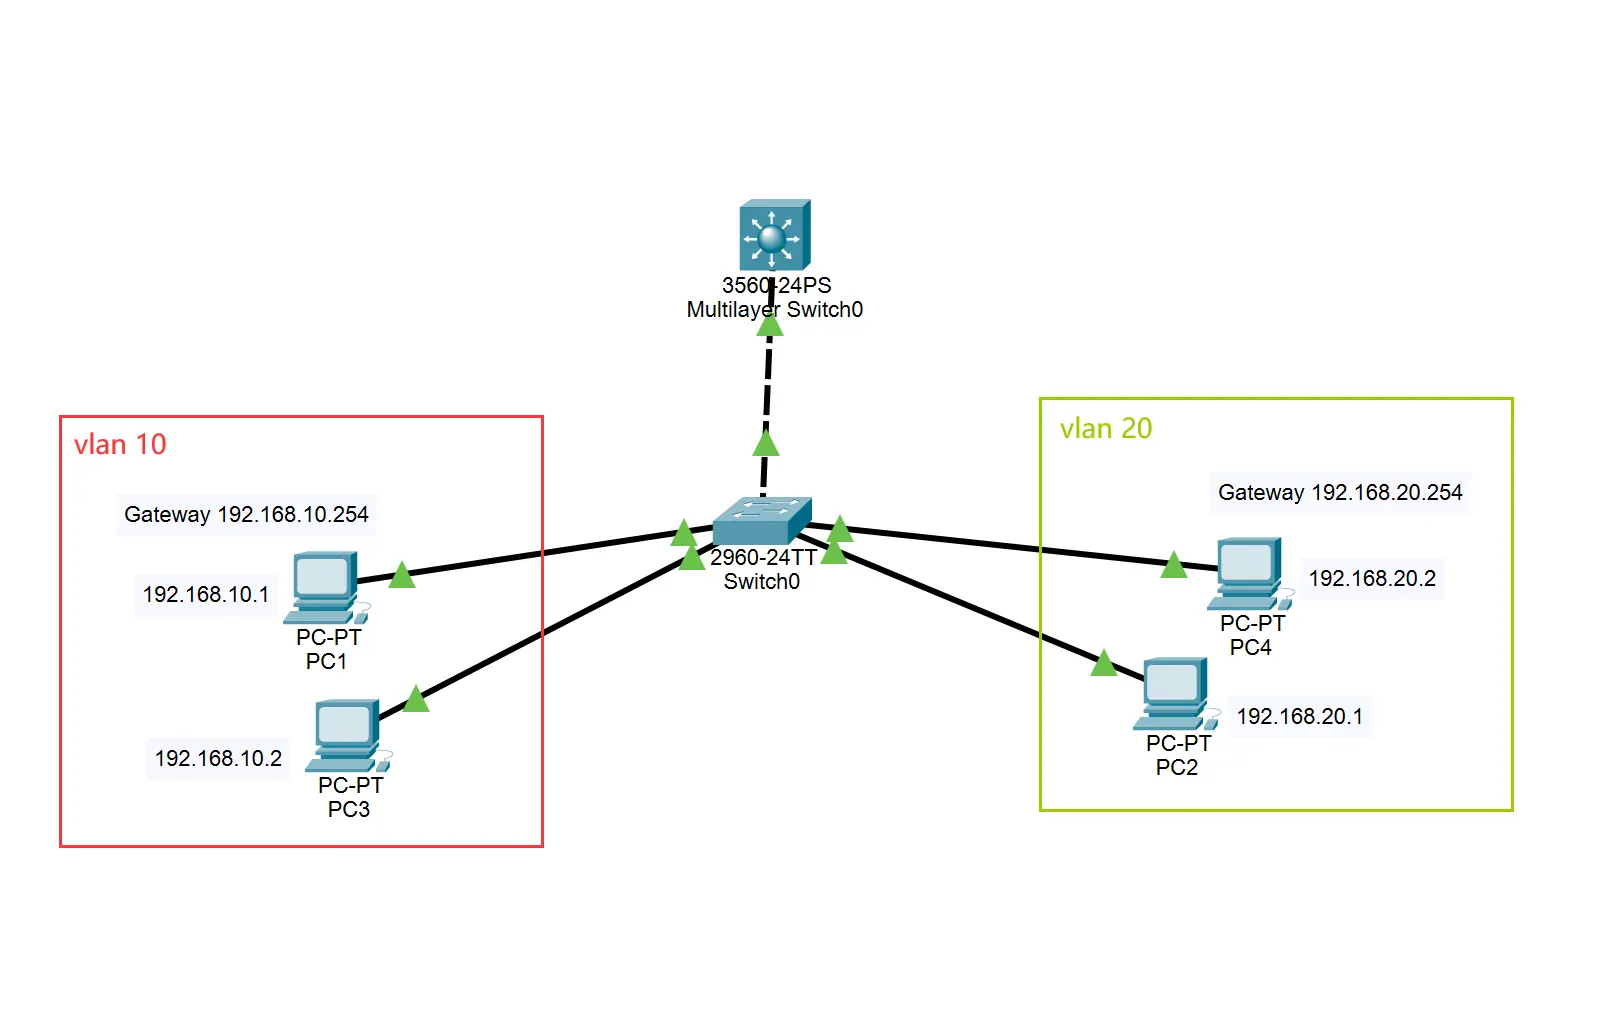 3560-24PS
Multilayer Switch0
vlan 10
Gateway 192.168.10.254
192.168.10.1
PC-PT
PC1
192.168.10.2
PC-PT
PC3
2960-24TT
Switch0
vlan 20
Gateway 192.168.20.254
192.168.20.2
PC-PT
PC4
192.168.20.1
PC-PT
PC2